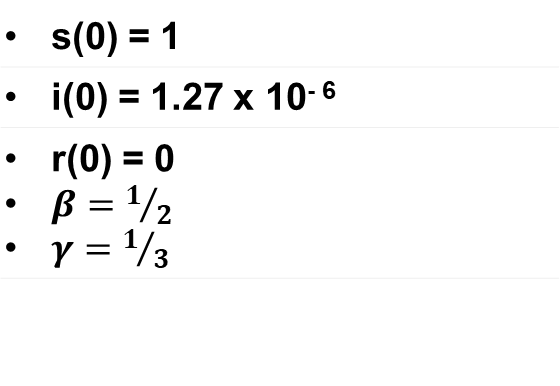 • s(0) = 1
• i(0) = 1.27 x 10⁻ ⁶
• r(0) = 0
• β = 1/2
• γ = 1/3